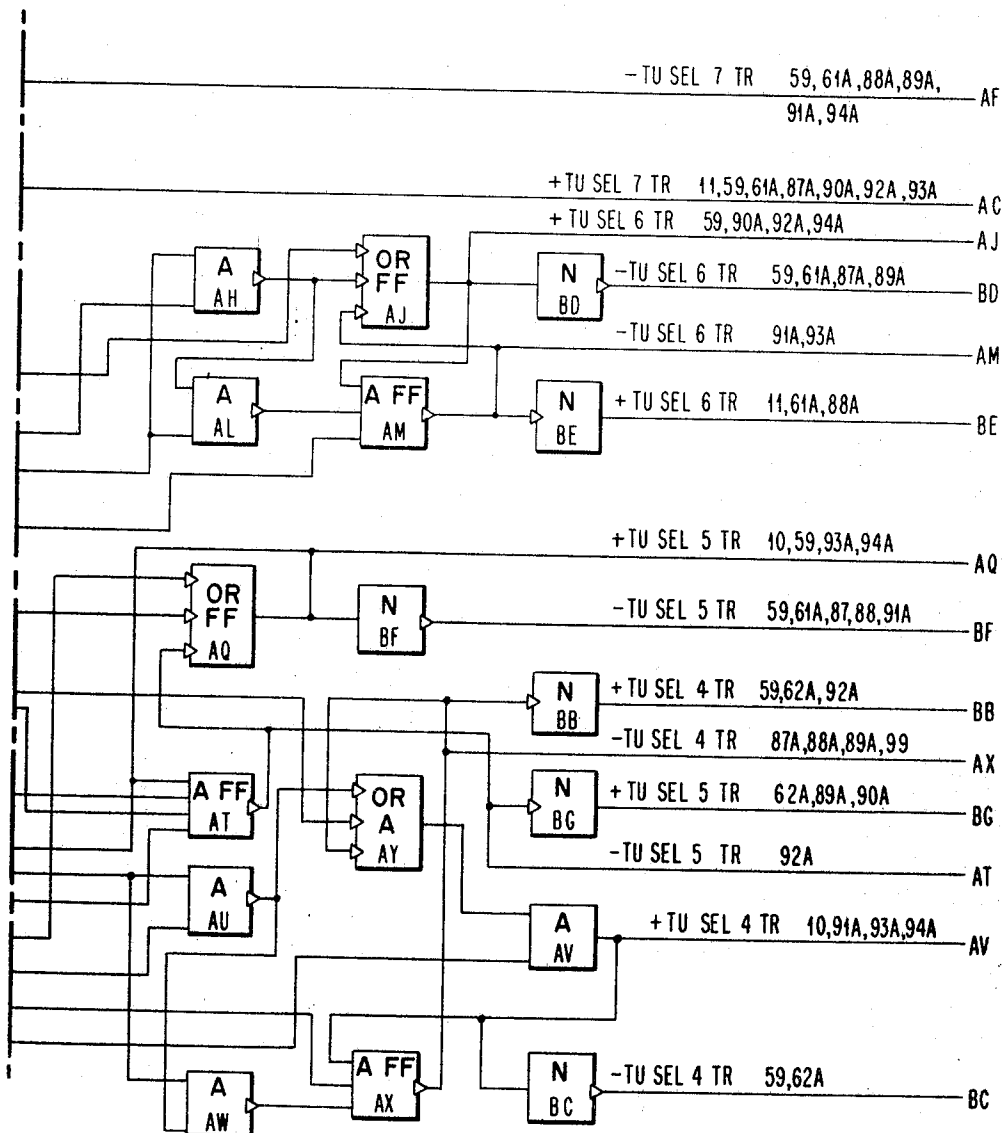 -TU SEL 7 TR 59, 61A, 88A, 89A,
91A, 94A
AF
+TU SEL 7 TR 11, 59, 61A, 87A, 90A, 92A, 93A
AC
+TU SEL 6 TR 59, 90A, 92A, 94A
AJ
A
AH
OR
FF
AJ
N
BD
-TU SEL 6 TR 59, 61A, 87A, 89A
BD
-TU SEL 6 TR 91A, 93A
AM
A
AL
A FF
AM
N
BE
+TU SEL 6 TR 11, 61A, 88A
BE
+TU SEL 5 TR 10, 59, 93A, 94A
AQ
OR
FF
AQ
N
BF
-TU SEL 5 TR 59, 61A, 87, 88, 91A
BF
N
BB
+TU SEL 4 TR 59, 62A, 92A
BB
-TU SEL 4 TR 87A, 88A, 89A, 99
AX
A FF
AT
OR
A
AY
N
BG
+TU SEL 5 TR 62A, 89A, 90A
BG
-TU SEL 5 TR 92A
AT
A
AU
A
AV
+TU SEL 4 TR 10, 91A, 93A, 94A
AV
A
AW
A FF
AX
N
BC
-TU SEL 4 TR 59, 62A
BC